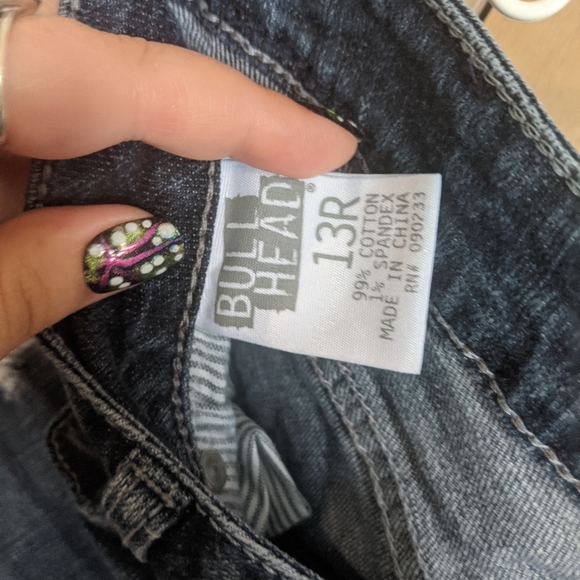 BULL
HEAD®
13R
99% COTTON
1% SPANDEX
MADE IN CHINA
RN# 090233